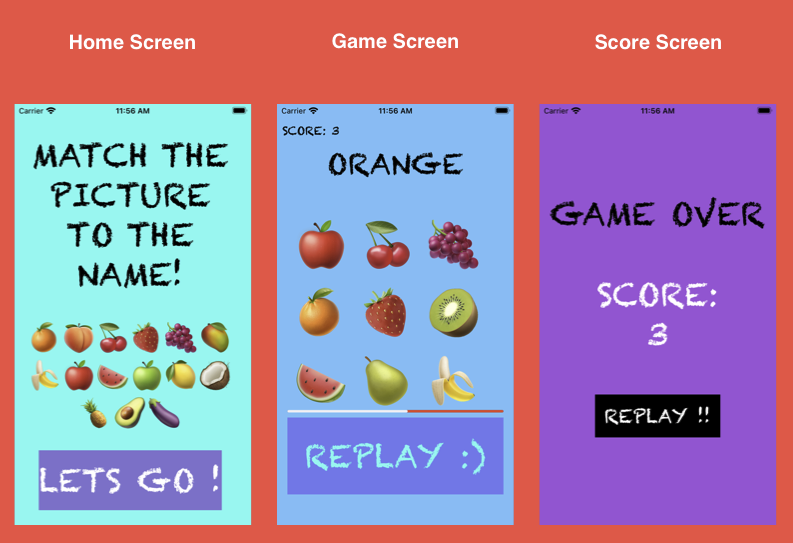 Home Screen
Game Screen
Score Screen
Carrier
11:56 AM
MATCH THE
PICTURE
TO THE
NAME!
LETS GO !
Carrier
11:56 AM
SCORE: 3
ORANGE
REPLAY :)
Carrier
11:56 AM
GAME OVER
SCORE:
3
REPLAY !!